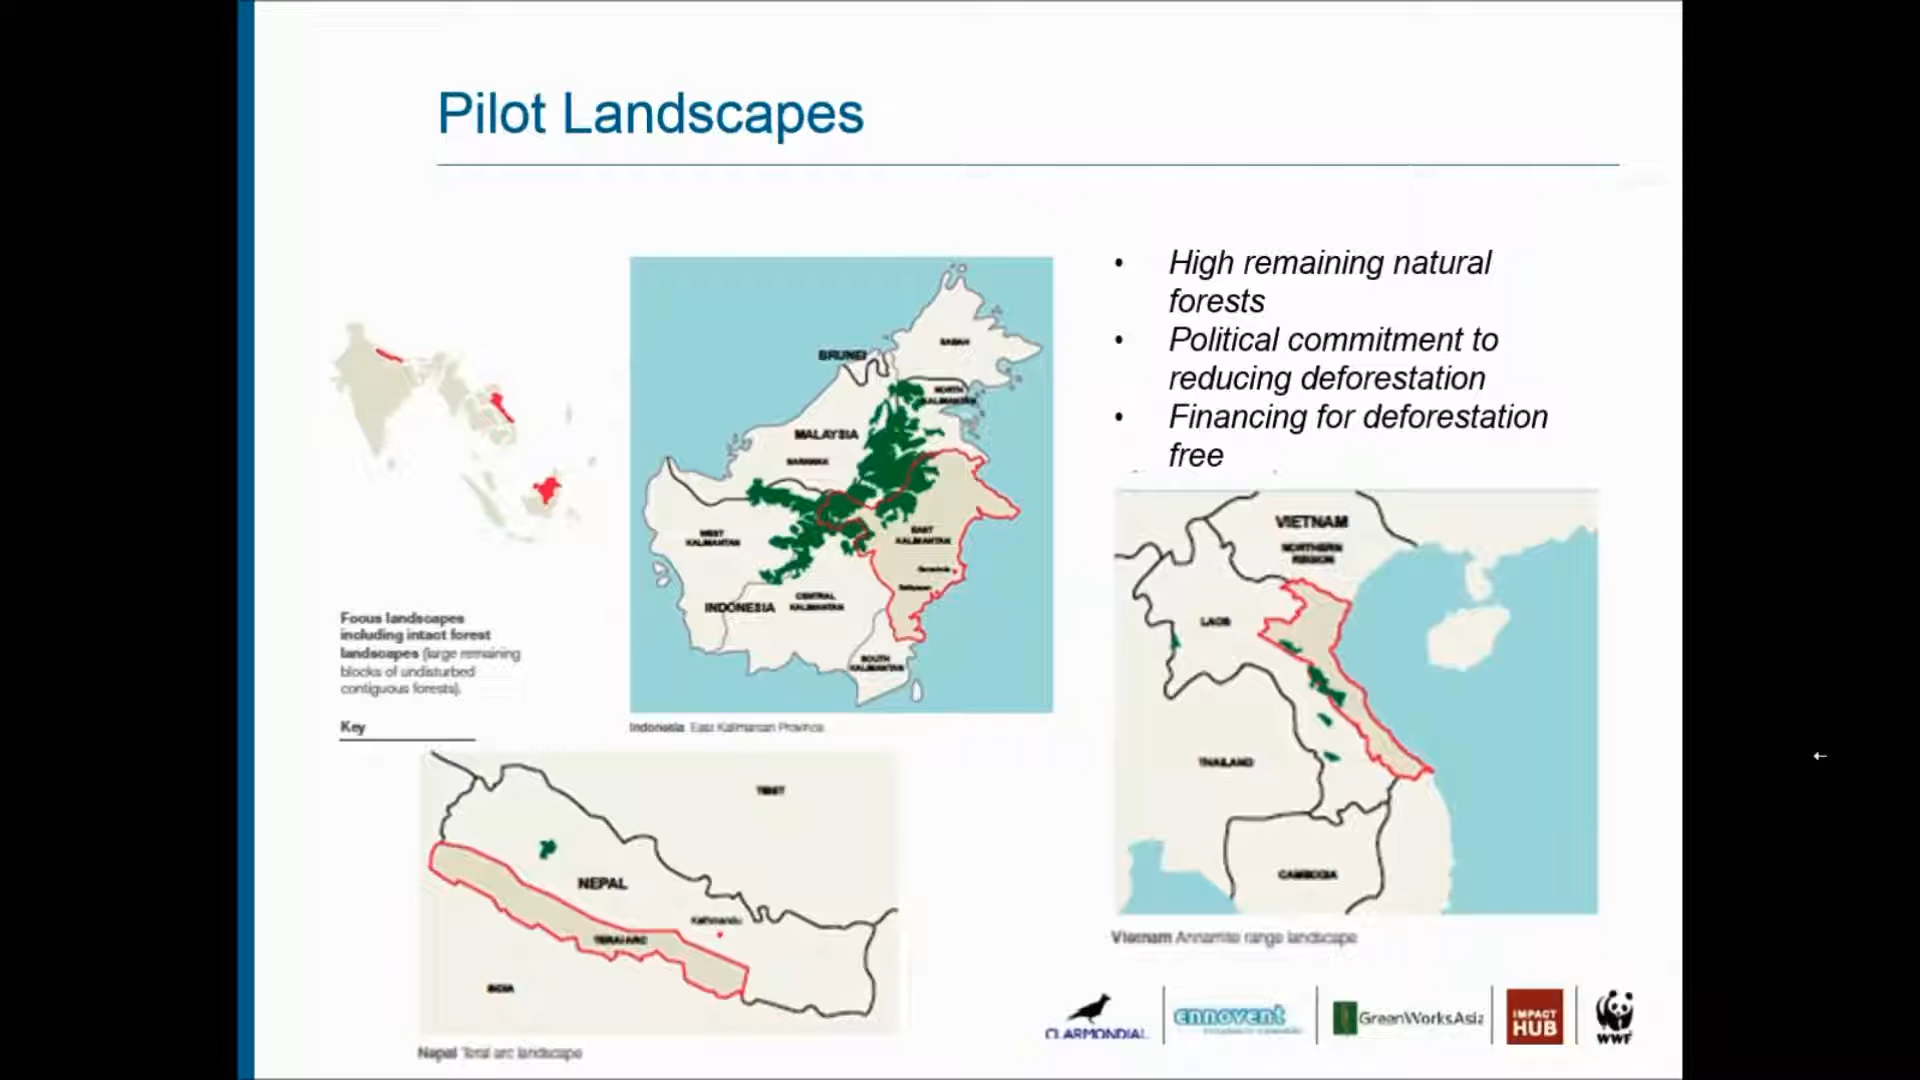 Pilot Landscapes
High remaining natural
forests
Political commitment to
reducing deforestation
Financing for deforestation
free
Focus landscapes
including intact forest
landscapes (large remaining
blocks of undisturbed
contiguous forests).
Key
BRUNEI
SABAH
NORTH
KALIMANTAN
MALAYSIA
SARAWAK
WEST
KALIMANTAN
EAST
KALIMANTAN
INDONESIA
CENTRAL
KALIMANTAN
SOUTH
KALIMANTAN
Indonesia East Kalimantan Province
VIETNAM
NORTHERN
REGION
LAOS
THAILAND
CAMBODIA
Vietnam Annamite range landscape
TIBET
NEPAL
Kathmandu
TERAI ARC
INDIA
Nepal Terai arc landscape
CLARMONDIAL
ennovent
GreenWorksAsia
IMPACT
HUB
WWF